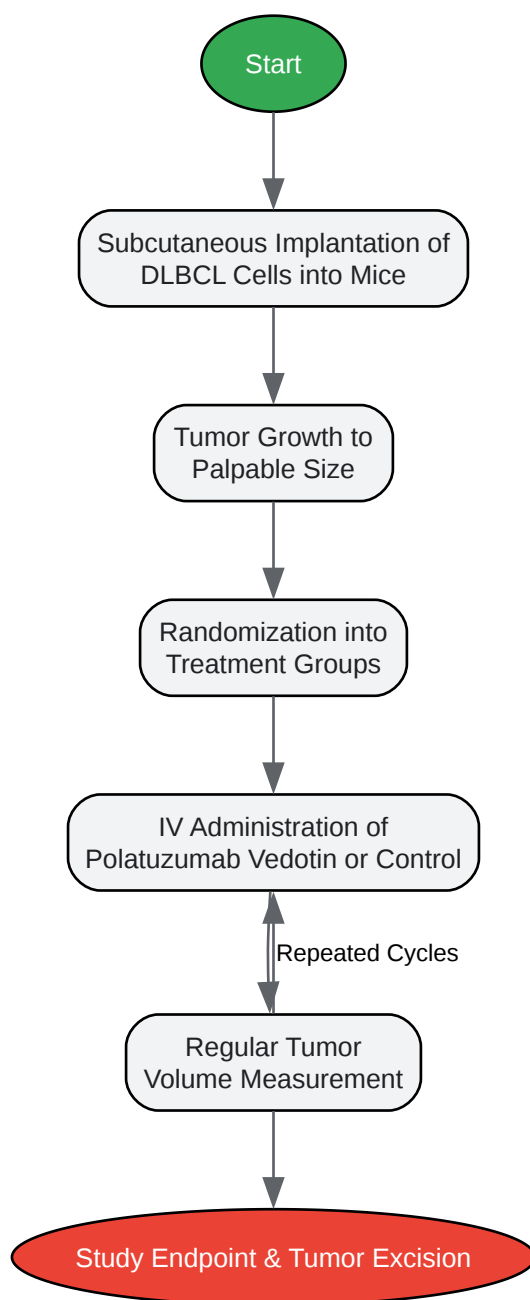 Start
Subcutaneous Implantation of
DLBCL Cells into Mice
Tumor Growth to
Palpable Size
Randomization into
Treatment Groups
IV Administration of
Polatuzumab Vedotin or Control
Repeated Cycles
Regular Tumor
Volume Measurement
Study Endpoint & Tumor Excision